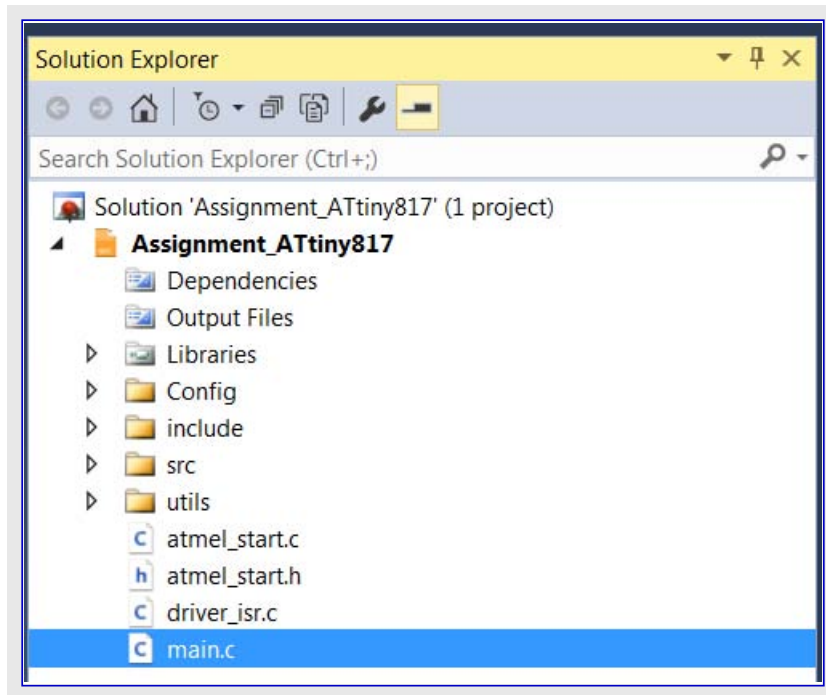 Solution Explorer
Search Solution Explorer (Ctrl+;)
Solution 'Assignment_ATtiny817' (1 project)
Assignment_ATtiny817
Dependencies
Output Files
Libraries
Config
include
src
utils
C atmel_start.c
h atmel_start.h
C driver_isr.c
C main.c